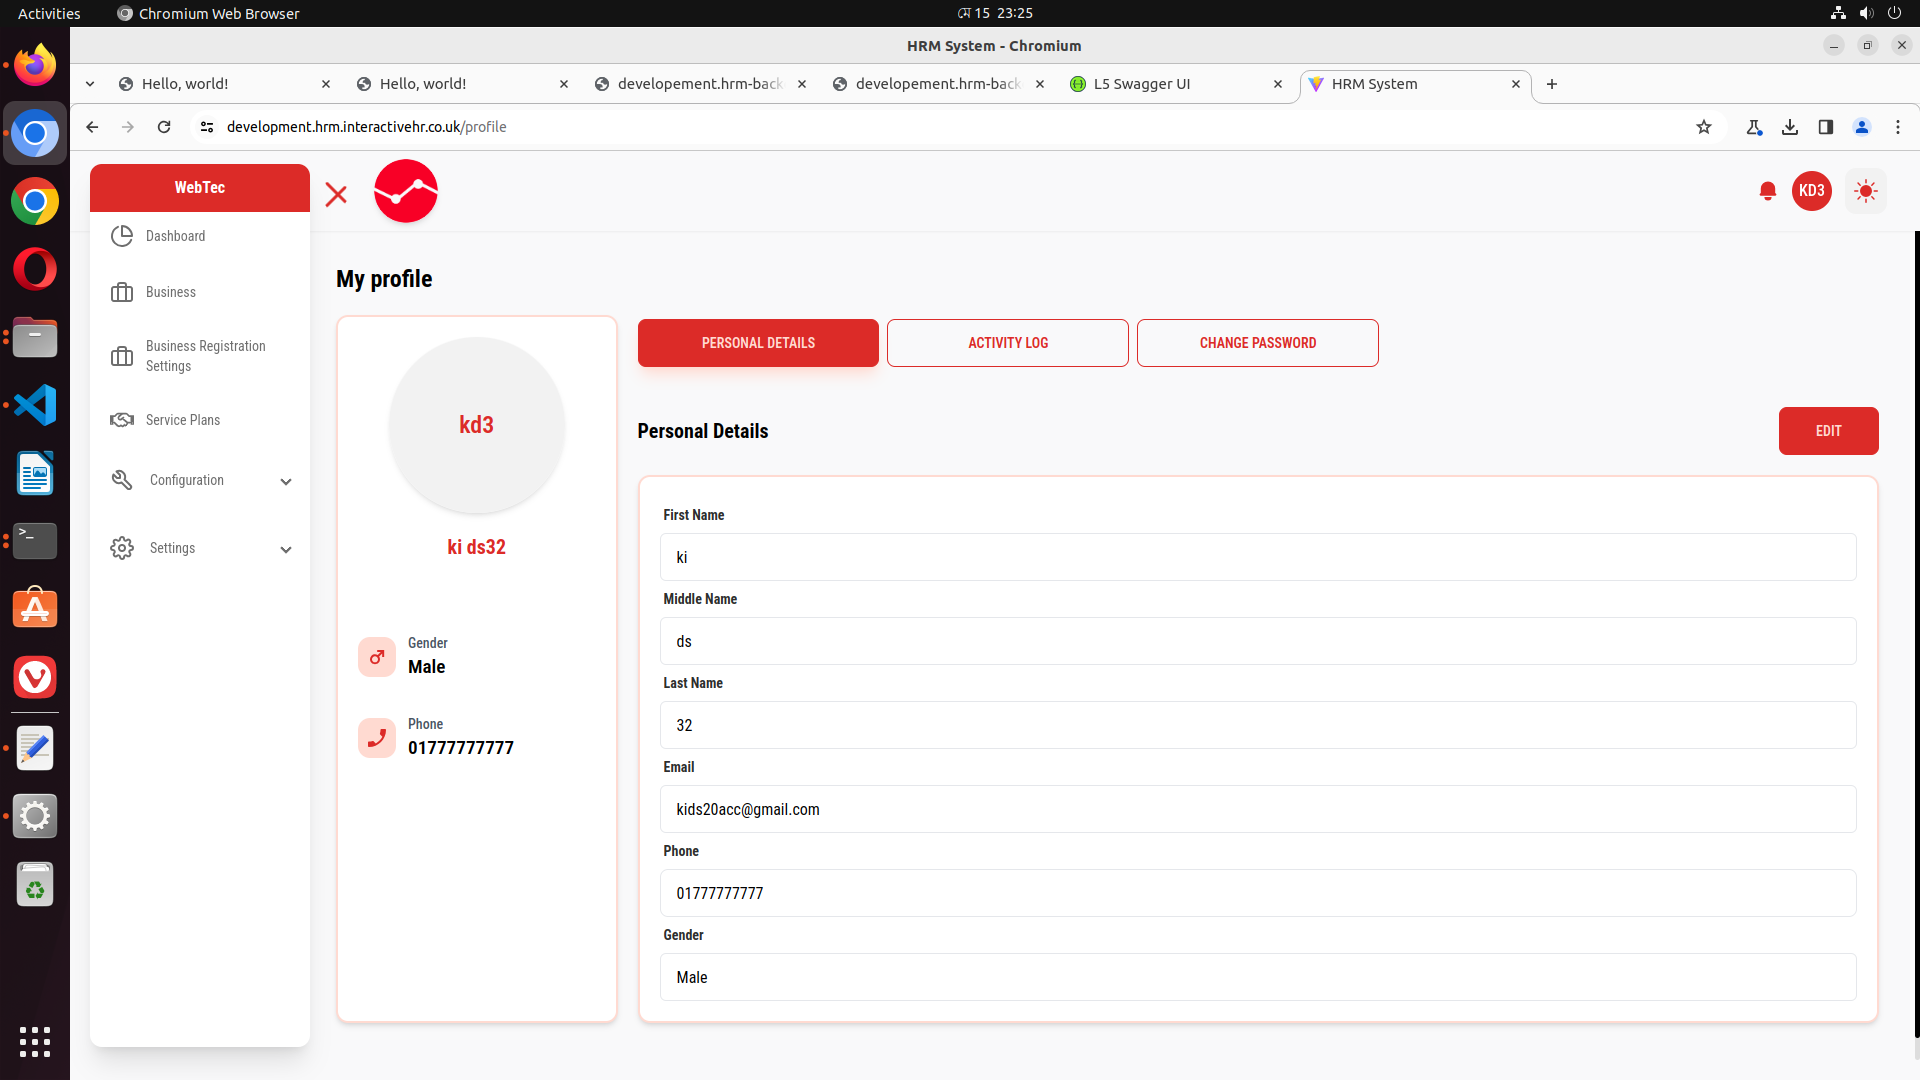 Activities
Chromium Web Browser
15 23:25
HRM System - Chromium
Hello, world!
Hello, world!
developement.hrm-back
developement.hrm-back
L5 Swagger UI
HRM System
development.hrm.interactivehr.co.uk/profile
WebTec
KD3
Dashboard
Business
Business Registration
Settings
Service Plans
Configuration
Settings
My profile
kd3
ki ds32
Gender
Male
Phone
01777777777
PERSONAL DETAILS
ACTIVITY LOG
CHANGE PASSWORD
Personal Details
EDIT
First Name
ki
Middle Name
ds
Last Name
32
Email
kids20acc@gmail.com
Phone
01777777777
Gender
Male